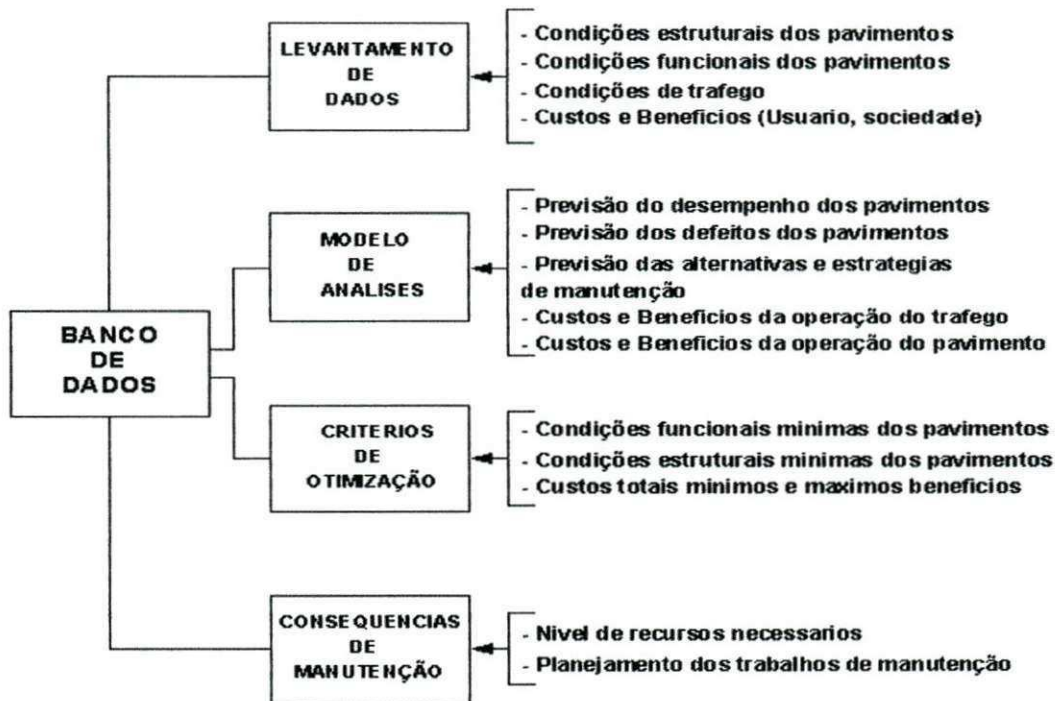 LEVANTAMENTO
DE
DADOS
- Condições estruturais dos pavimentos
- Condições funcionais dos pavimentos
- Condições de trafego
- Custos e Beneficios (Usuario, sociedade)
MODELO
DE
ANALISES
- Previsão do desempenho dos pavimentos
- Previsão dos defeitos dos pavimentos
- Previsão das alternativas e estrategias
de manutenção
- Custos e Beneficios da operação do trafego
- Custos e Beneficios da operação do pavimento
BANCO
DE
DADOS
CRITERIOS
DE
OTIMIZAÇÃO
- Condições funcionais minimas dos pavimentos
- Condições estruturais minimas dos pavimentos
- Custos totais minimos e maximos beneficios
CONSEQUENCIAS
DE
MANUTENÇÃO
- Nivel de recursos necessarios
- Planejamento dos trabalhos de manutenção